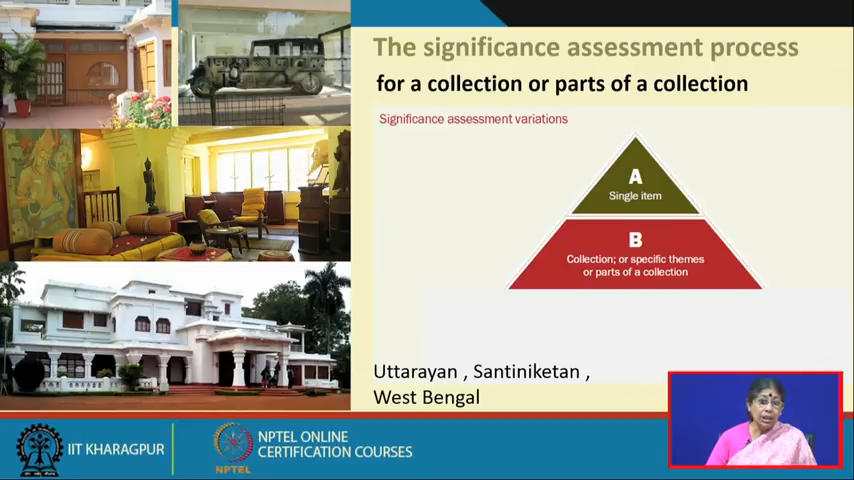 The significance assessment process
for a collection or parts of a collection
Significance assessment variations
A
Single item
B
Collection; or specific themes
or parts of a collection
Uttarayan , Santiniketan ,
West Bengal
IIT KHARAGPUR
NPTEL
NPTEL ONLINE
CERTIFICATION COURSES